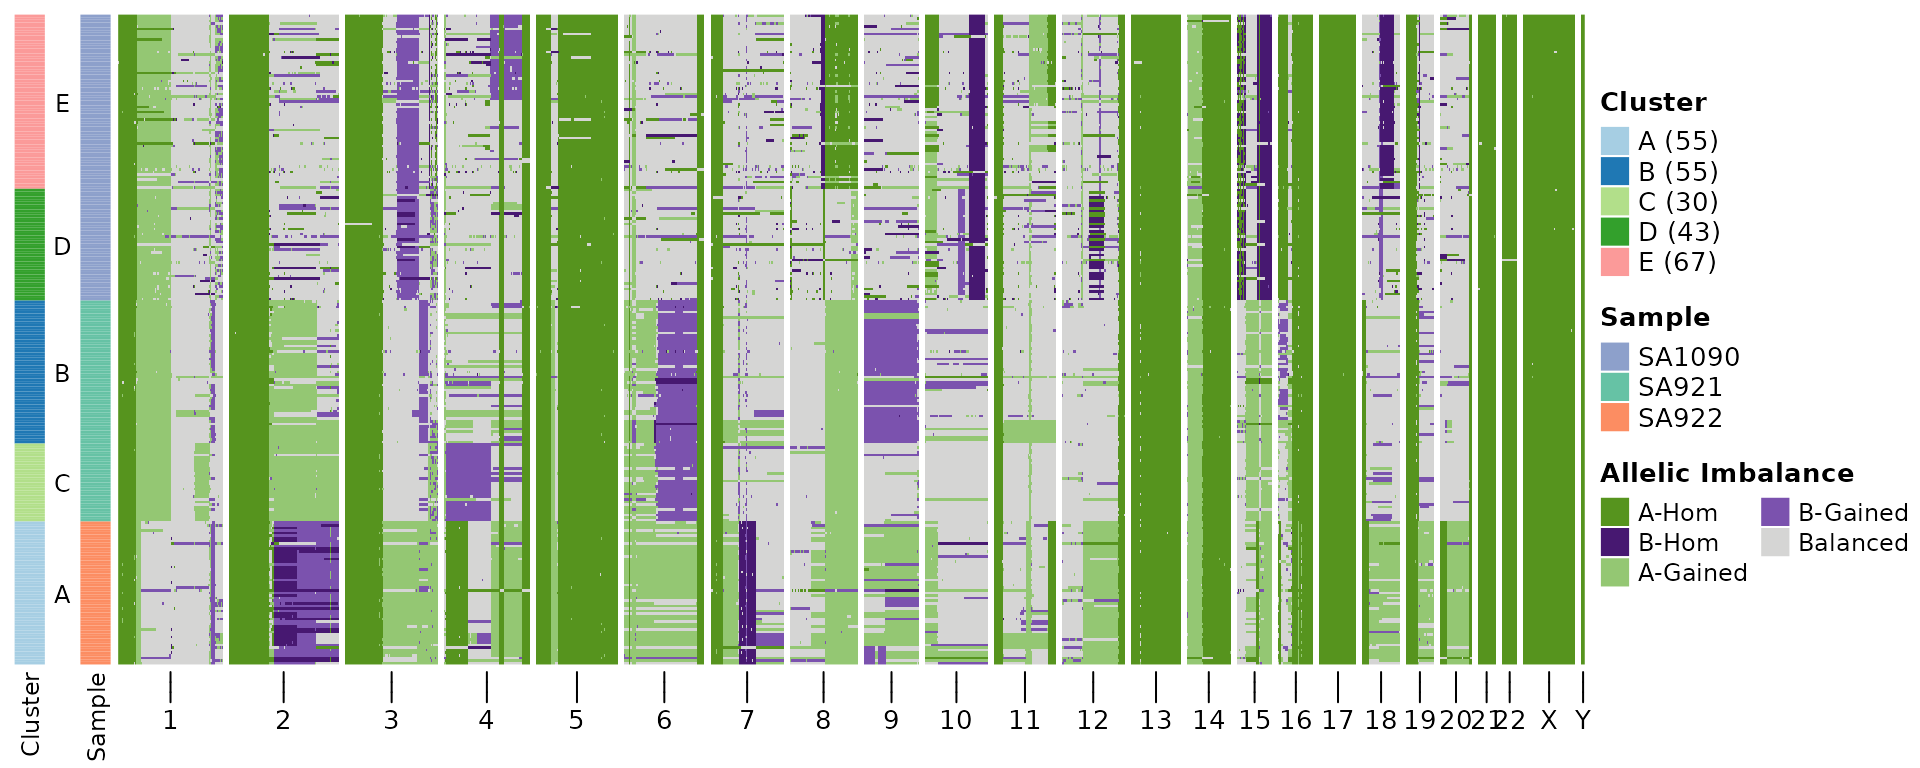 E
D
B
C
A
Cluster
Sample
1
2
3
4
5
6
7
8
9
10
11
12
13
14
15
16
17
18
19
20
21
22
X
Y
Cluster
A (55)
B (55)
C (30)
D (43)
E (67)
Sample
SA1090
SA921
SA922
Allelic Imbalance
A-Hom
B-Hom
A-Gained
B-Gained
Balanced